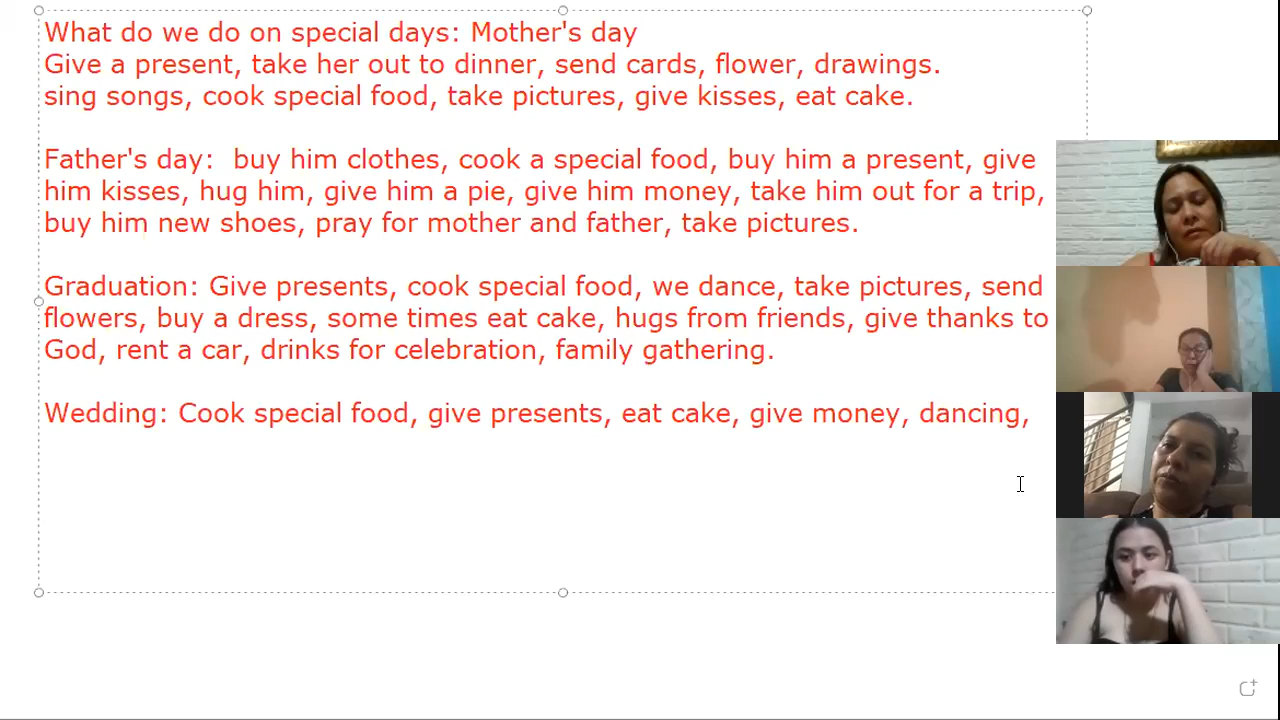 What do we do on special days: Mother's day
Give a present, take her out to dinner, send cards, flower, drawings.
sing songs, cook special food, take pictures, give kisses, eat cake.
Father's day:  buy him clothes, cook a special food, buy him a present, give
him kisses, hug him, give him a pie, give him money, take him out for a trip,
buy him new shoes, pray for mother and father, take pictures.
Graduation: Give presents, cook special food, we dance, take pictures, send
flowers, buy a dress, some times eat cake, hugs from friends, give thanks to
God, rent a car, drinks for celebration, family gathering.
Wedding: Cook special food, give presents, eat cake, give money, dancing,